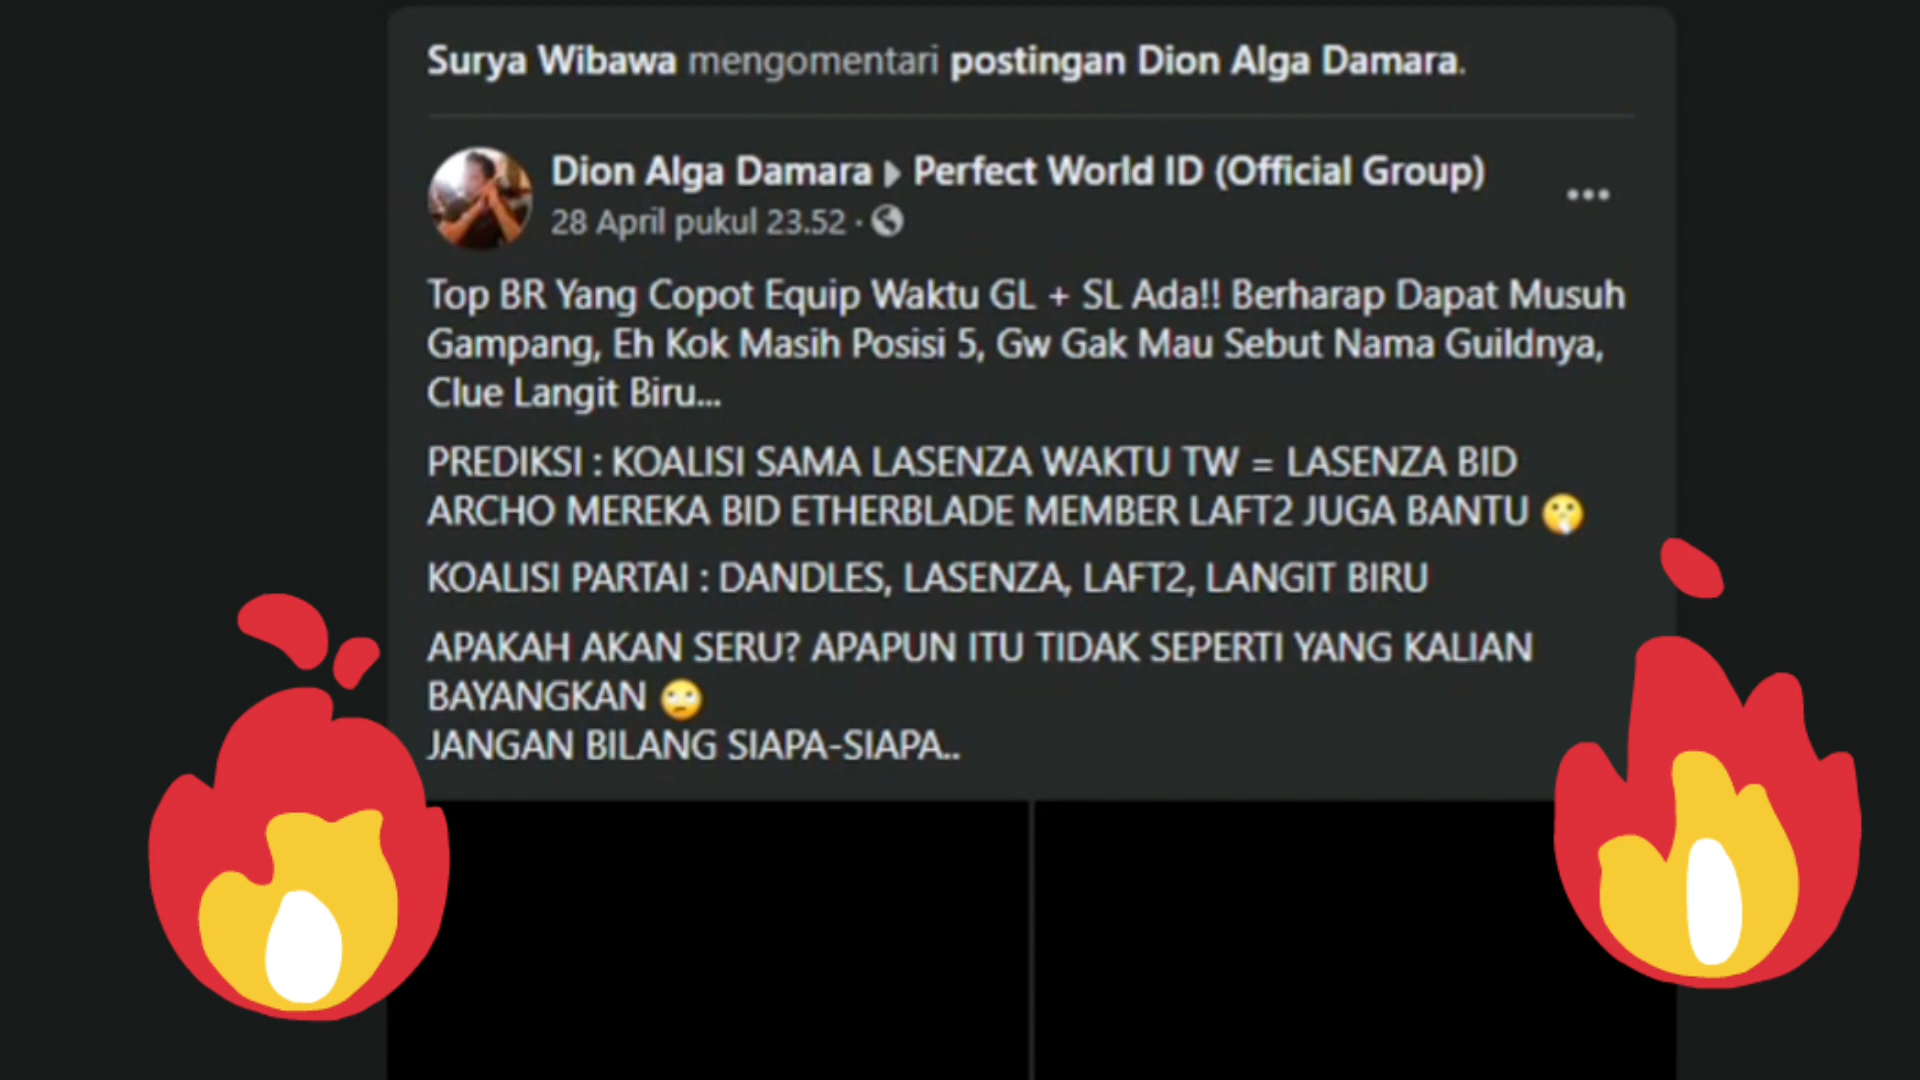 Surya Wibawa mengomentari postingan Dion Alga Damara.
Dion Alga Damara ▶ Perfect World ID (Official Group)
28 April pukul 23.52 ·
Top BR Yang Copot Equip Waktu GL + SL Ada!! Berharap Dapat Musuh
Gampang, Eh Kok Masih Posisi 5, Gw Gak Mau Sebut Nama Guildnya,
Clue Langit Biru...
PREDIKSI : KOALISI SAMA LASENZA WAKTU TW = LASENZA BID
ARCHO MEREKA BID ETHERBLADE MEMBER LAFT2 JUGA BANTU 🤫
KOALISI PARTAI : DANDLES, LASENZA, LAFT2, LANGIT BIRU
APAKAH AKAN SERU? APAPUN ITU TIDAK SEPERTI YANG KALIAN
BAYANGKAN 🙄
JANGAN BILANG SIAPA-SIAPA..